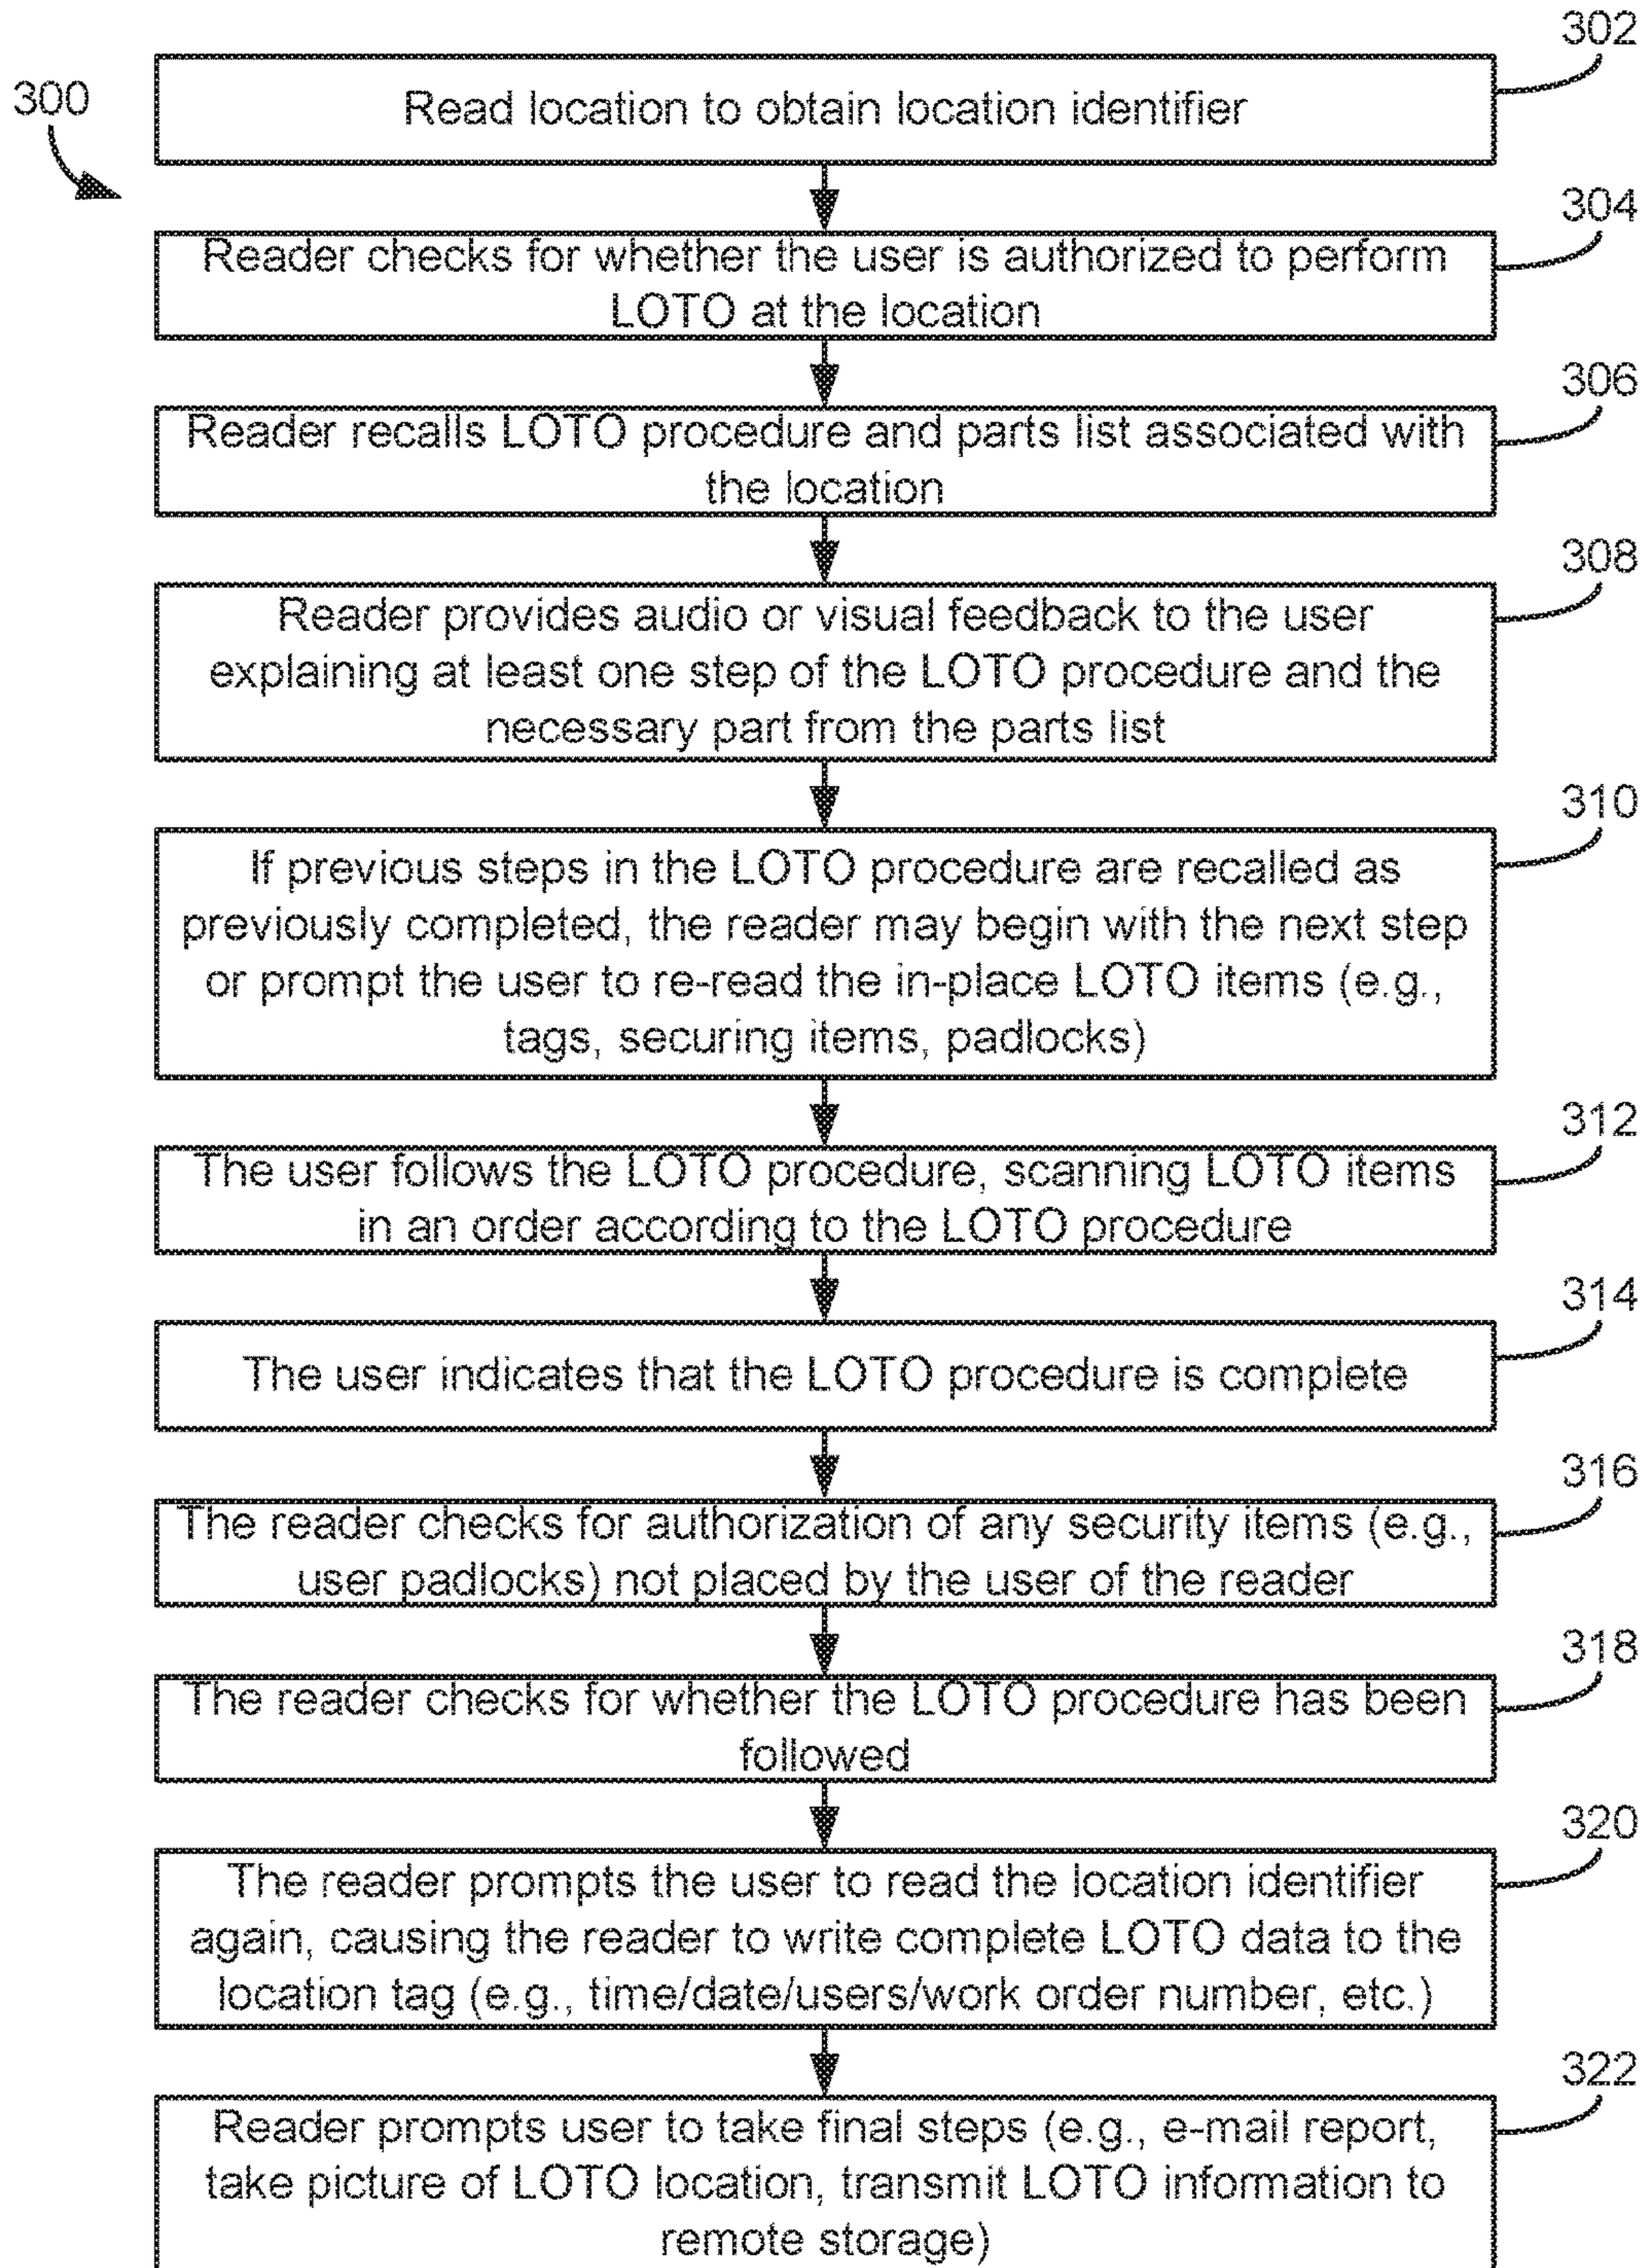 302
300
Read location to obtain location identifier
304
Reader checks for whether the user is authorized to perform
LOTO at the location
306
Reader recalls LOTO procedure and parts list associated with
the location
308
Reader provides audio or visual feedback to the user
explaining at least one step of the LOTO procedure and the
necessary part from the parts list
310
If previous steps in the LOTO procedure are recalled as
previously completed, the reader may begin with the next step
or prompt the user to re-read the in-place LOTO items (e.g.,
tags, securing items, padlocks)
312
The user follows the LOTO procedure, scanning LOTO items
in an order according to the LOTO procedure
314
The user indicates that the LOTO procedure is complete
316
The reader checks for authorization of any security items (e.g.,
user padlocks) not placed by the user of the reader
318
The reader checks for whether the LOTO procedure has been
followed
320
The reader prompts the user to read the location identifier
again, causing the reader to write complete LOTO data to the
location tag (e.g., time/date/users/work order number, etc.)
322
Reader prompts user to take final steps (e.g., e-mail report,
take picture of LOTO location, transmit LOTO information to
remote storage)